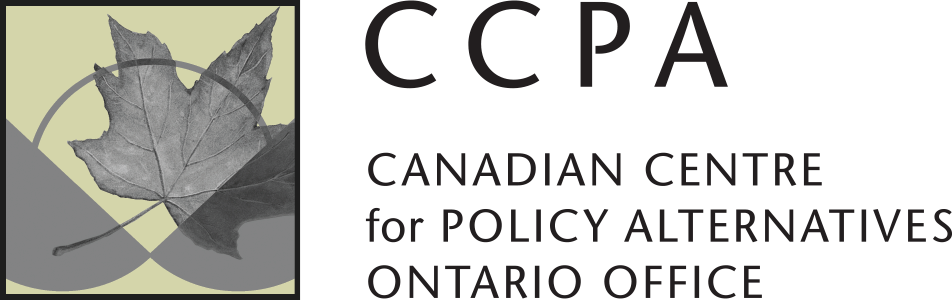 CCPA
CANADIAN CENTRE
for POLICY ALTERNATIVES
ONTARIO OFFICE